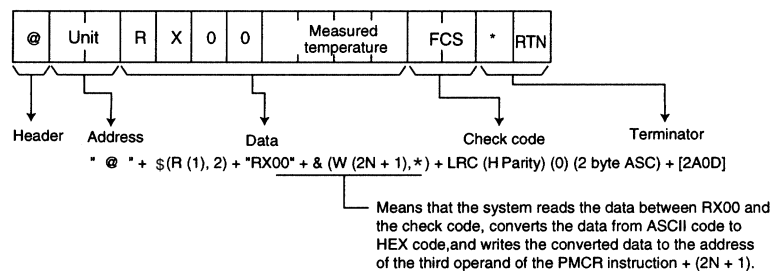 @ Unit R X 0 0 Measured temperature FCS * RTN
Header Address Data Check code Terminator
" @ " + $(R (1), 2) + "RX00" + & (W (2N + 1),*) + LRC (H Parity) (0) (2 byte ASC) + [2A0D]
Means that the system reads the data between RX00 and
the check code, converts the data from ASCII code to
HEX code,and writes the converted data to the address
of the third operand of the PMCR instruction + (2N + 1).